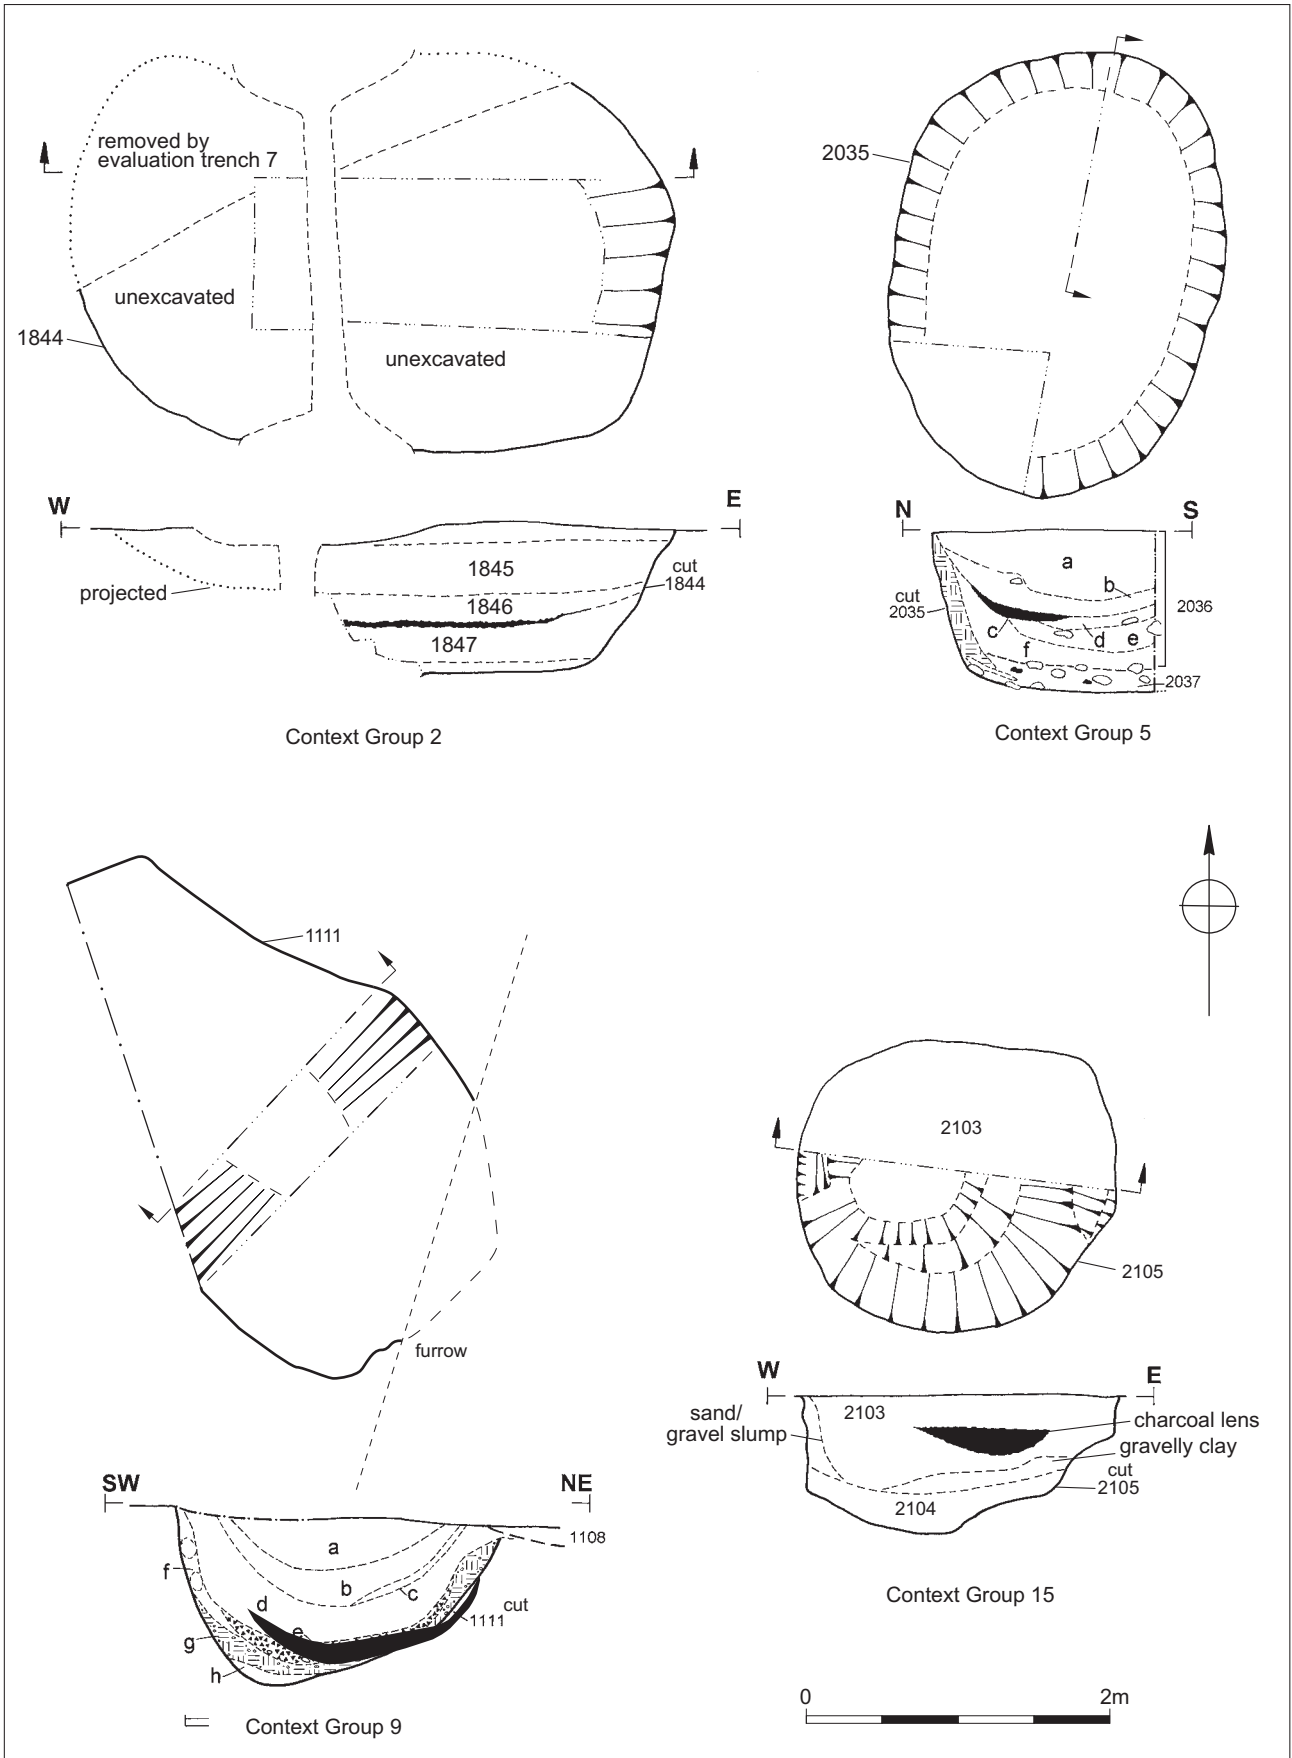 removed by
evaluation trench 7
unexcavated
1844
unexcavated
2035
W
E
1845
cut
1844
1846
1847
projected
Context Group 2
N
S
a
b
cut
2035
2036
c
d
e
f
2037
Context Group 5
1111
furrow
SW
NE
1108
a
b
c
f
d
e
cut
1111
g
h
Context Group 9
2103
2105
W
E
2103
sand/
gravel slump
charcoal lens
gravelly clay
cut
2105
2104
Context Group 15
0
2m